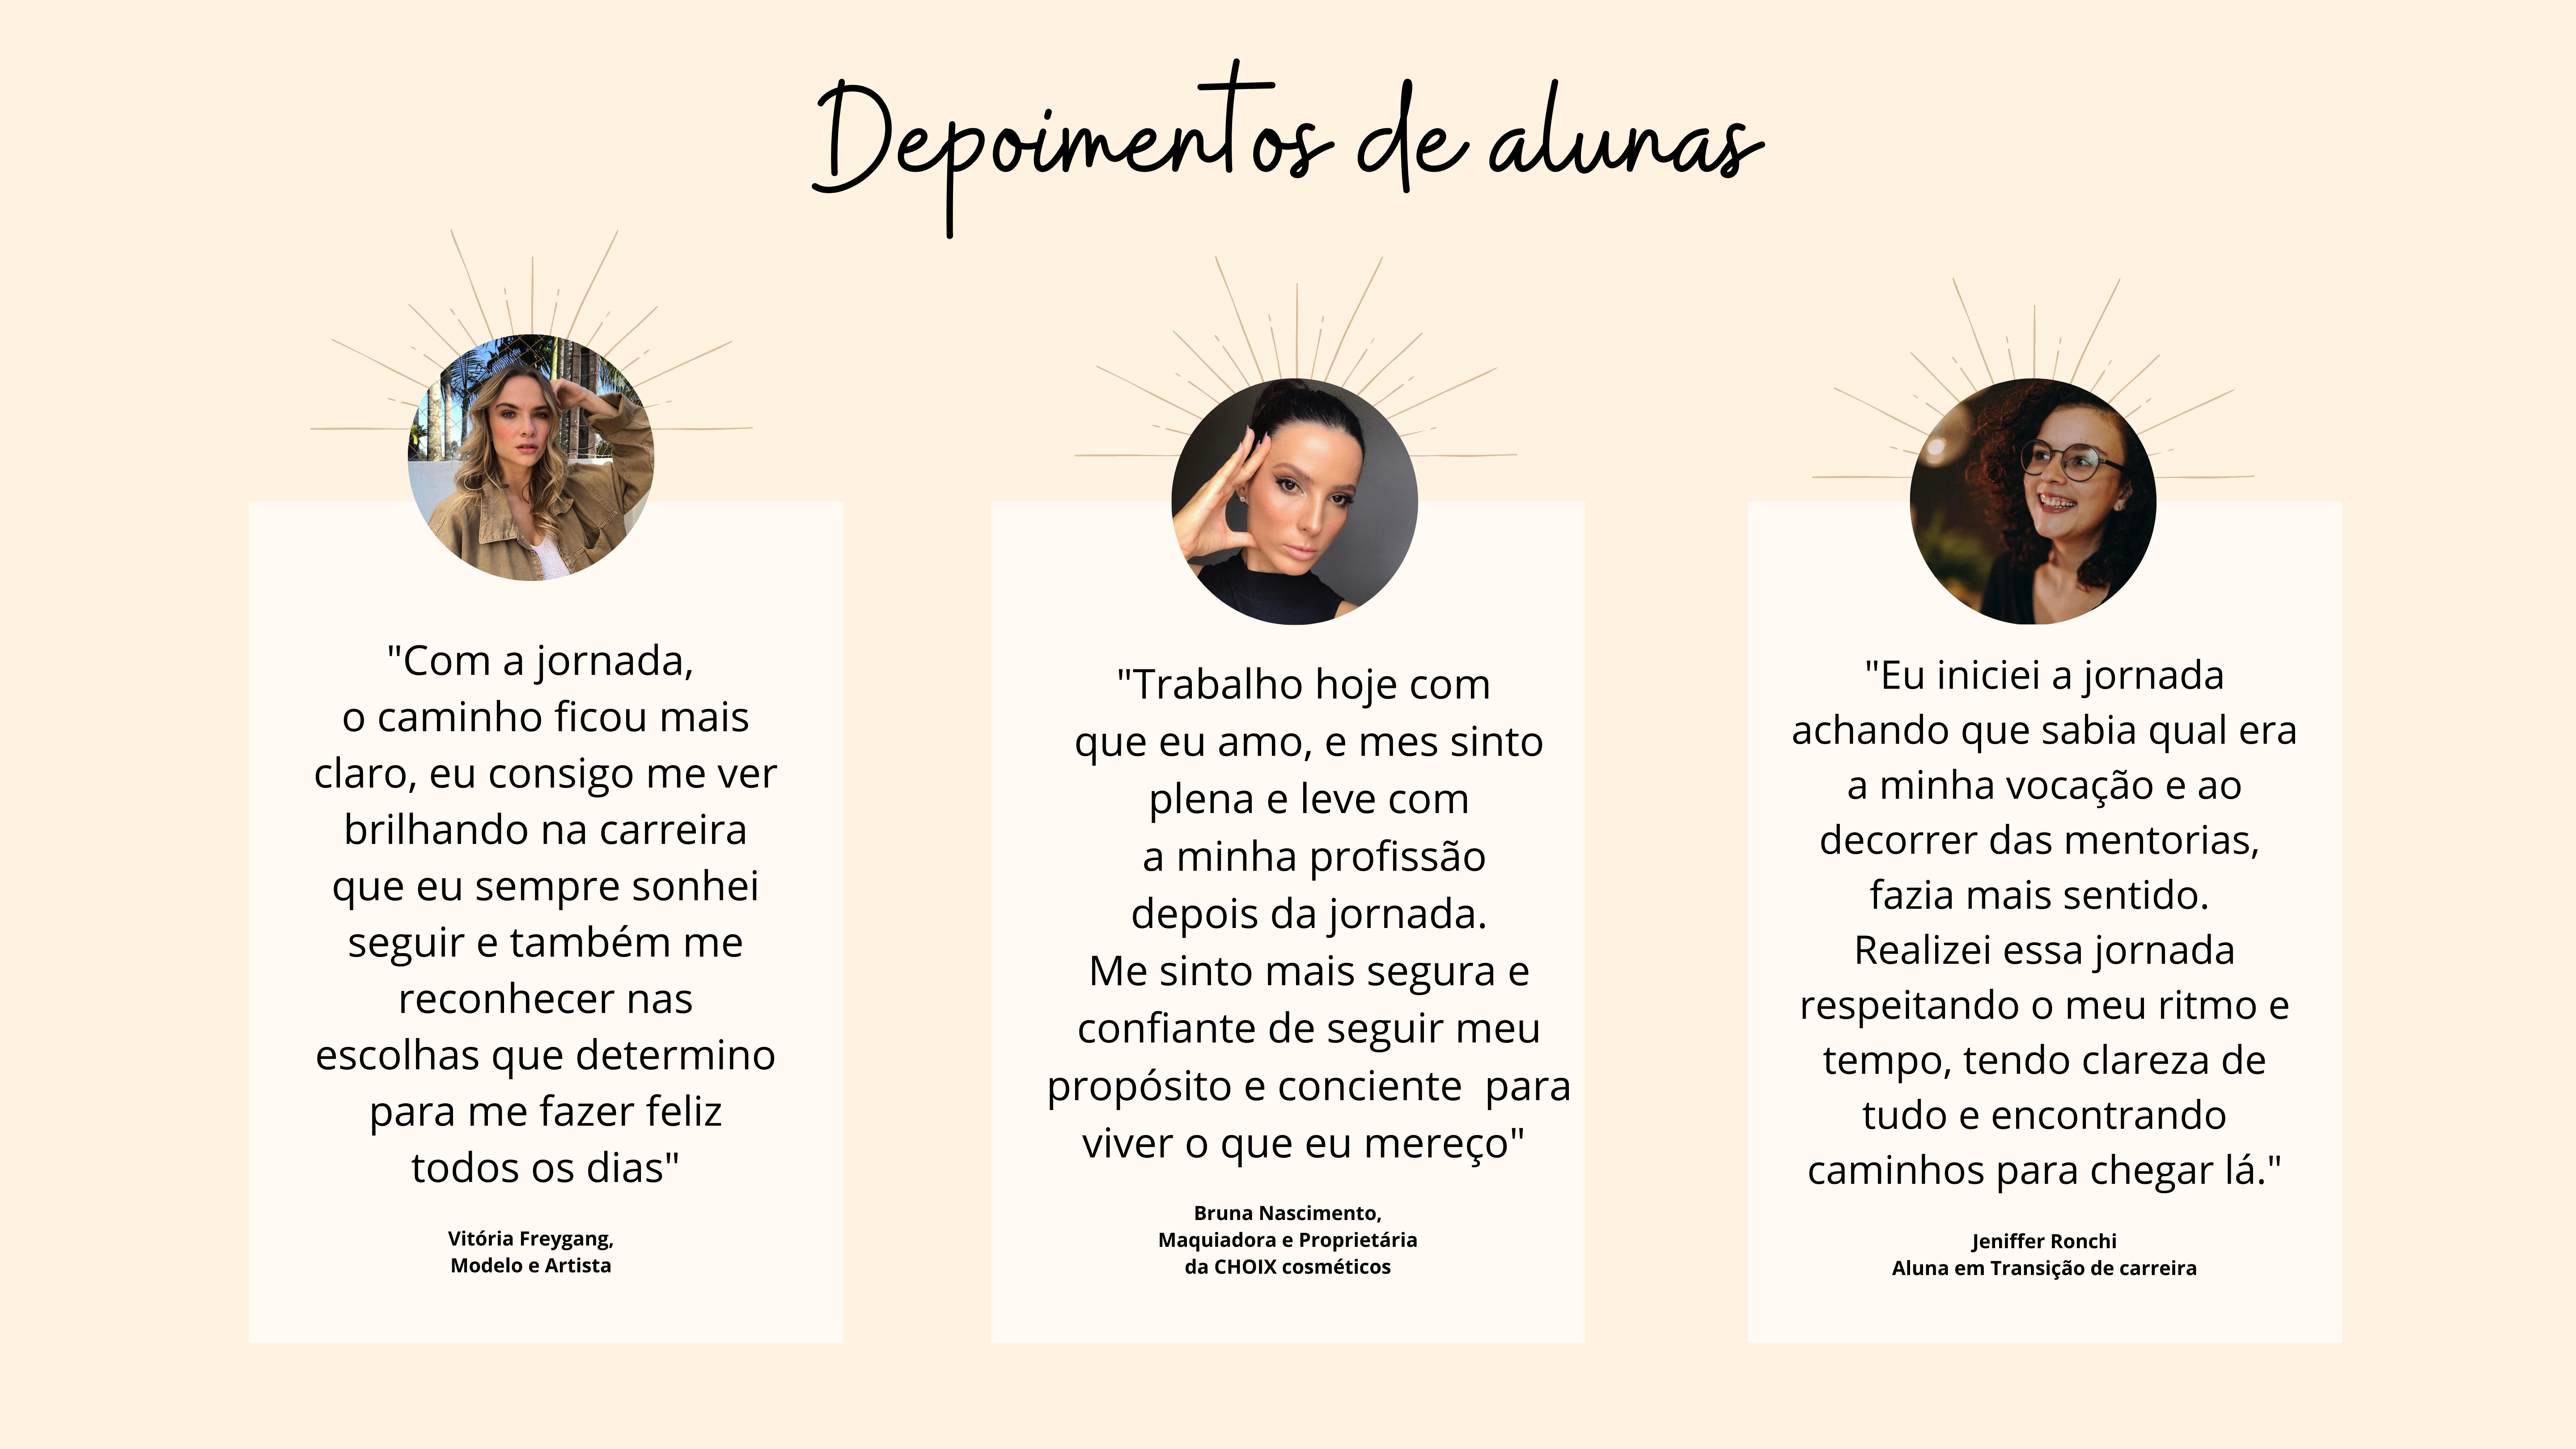 Depoimentos de alunas
"Com a jornada,
o caminho ficou mais
claro, eu consigo me ver
brilhando na carreira
que eu sempre sonhei
seguir e também me
reconhecer nas
escolhas que determino
para me fazer feliz
todos os dias"
Vitória Freygang,
Modelo e Artista
"Trabalho hoje com
que eu amo, e mes sinto
plena e leve com
a minha profissão
depois da jornada.
Me sinto mais segura e
confiante de seguir meu
propósito e conciente  para
viver o que eu mereço"
Bruna Nascimento,
Maquiadora e Proprietária
da CHOIX cosméticos
"Eu iniciei a jornada
achando que sabia qual era
a minha vocação e ao
decorrer das mentorias,
fazia mais sentido.
Realizei essa jornada
respeitando o meu ritmo e
tempo, tendo clareza de
tudo e encontrando
caminhos para chegar lá."
Jeniffer Ronchi
Aluna em Transição de carreira